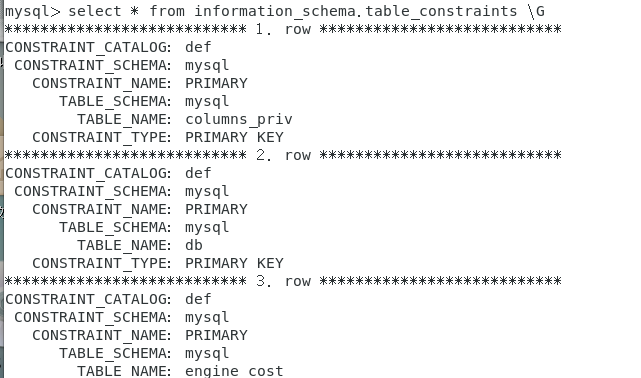 mysql> select * from information_schema.table_constraints \G
*************************** 1. row ***************************
CONSTRAINT_CATALOG: def
 CONSTRAINT_SCHEMA: mysql
   CONSTRAINT_NAME: PRIMARY
      TABLE_SCHEMA: mysql
        TABLE_NAME: columns_priv
   CONSTRAINT_TYPE: PRIMARY KEY
*************************** 2. row ***************************
CONSTRAINT_CATALOG: def
 CONSTRAINT_SCHEMA: mysql
   CONSTRAINT_NAME: PRIMARY
      TABLE_SCHEMA: mysql
        TABLE_NAME: db
   CONSTRAINT_TYPE: PRIMARY KEY
*************************** 3. row ***************************
CONSTRAINT_CATALOG: def
 CONSTRAINT_SCHEMA: mysql
   CONSTRAINT_NAME: PRIMARY
      TABLE_SCHEMA: mysql
        TABLE_NAME: engine_cost